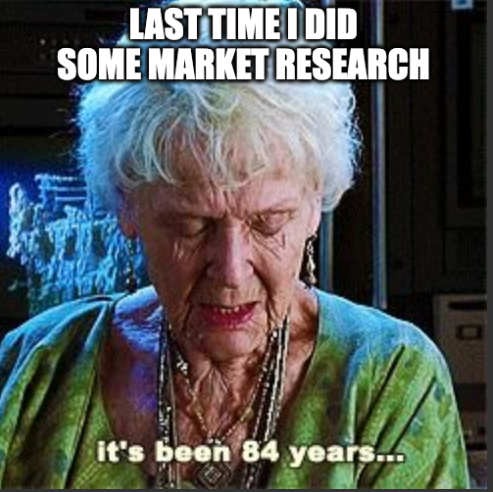 LAST TIME I DID
SOME MARKET RESEARCH
it's been 84 years...